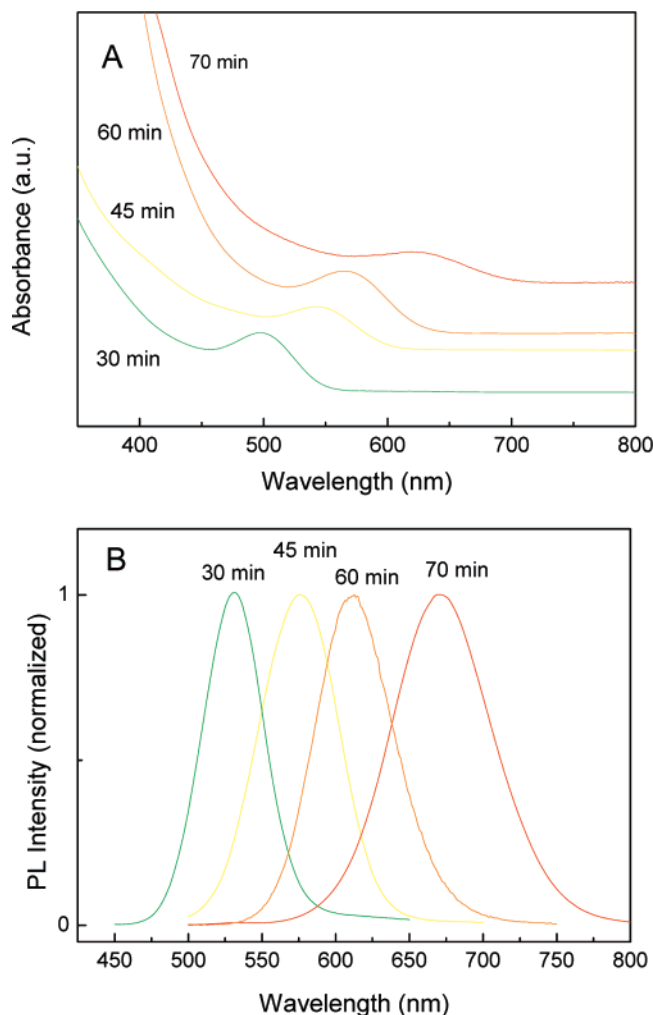 A
70 min
60 min
45 min
30 min
Absorbance (a.u.)
400 500 600 700 800
Wavelength (nm)
B
30 min
45 min
60 min
70 min
1
0
PL Intensity (normalized)
450 500 550 600 650 700 750 800
Wavelength (nm)